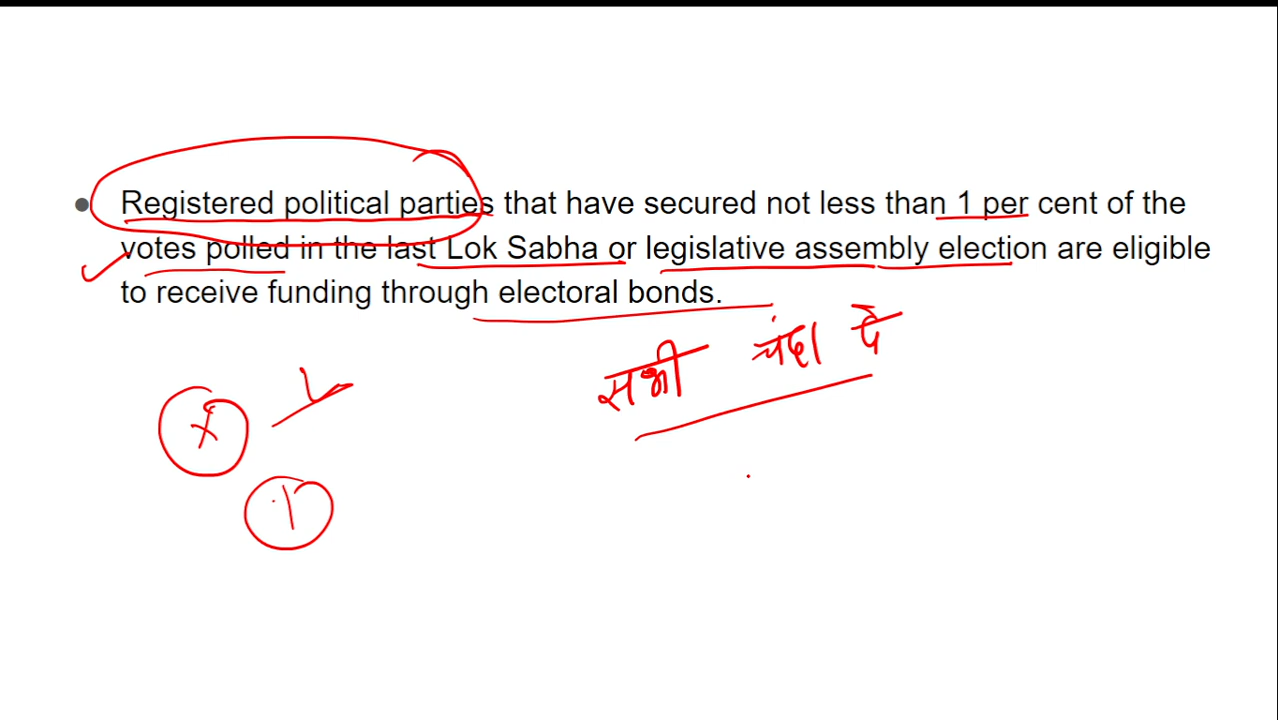 Registered political parties that have secured not less than 1 per cent of the
votes polled in the last Lok Sabha or legislative assembly election are eligible
to receive funding through electoral bonds.
सभी चंदा दे